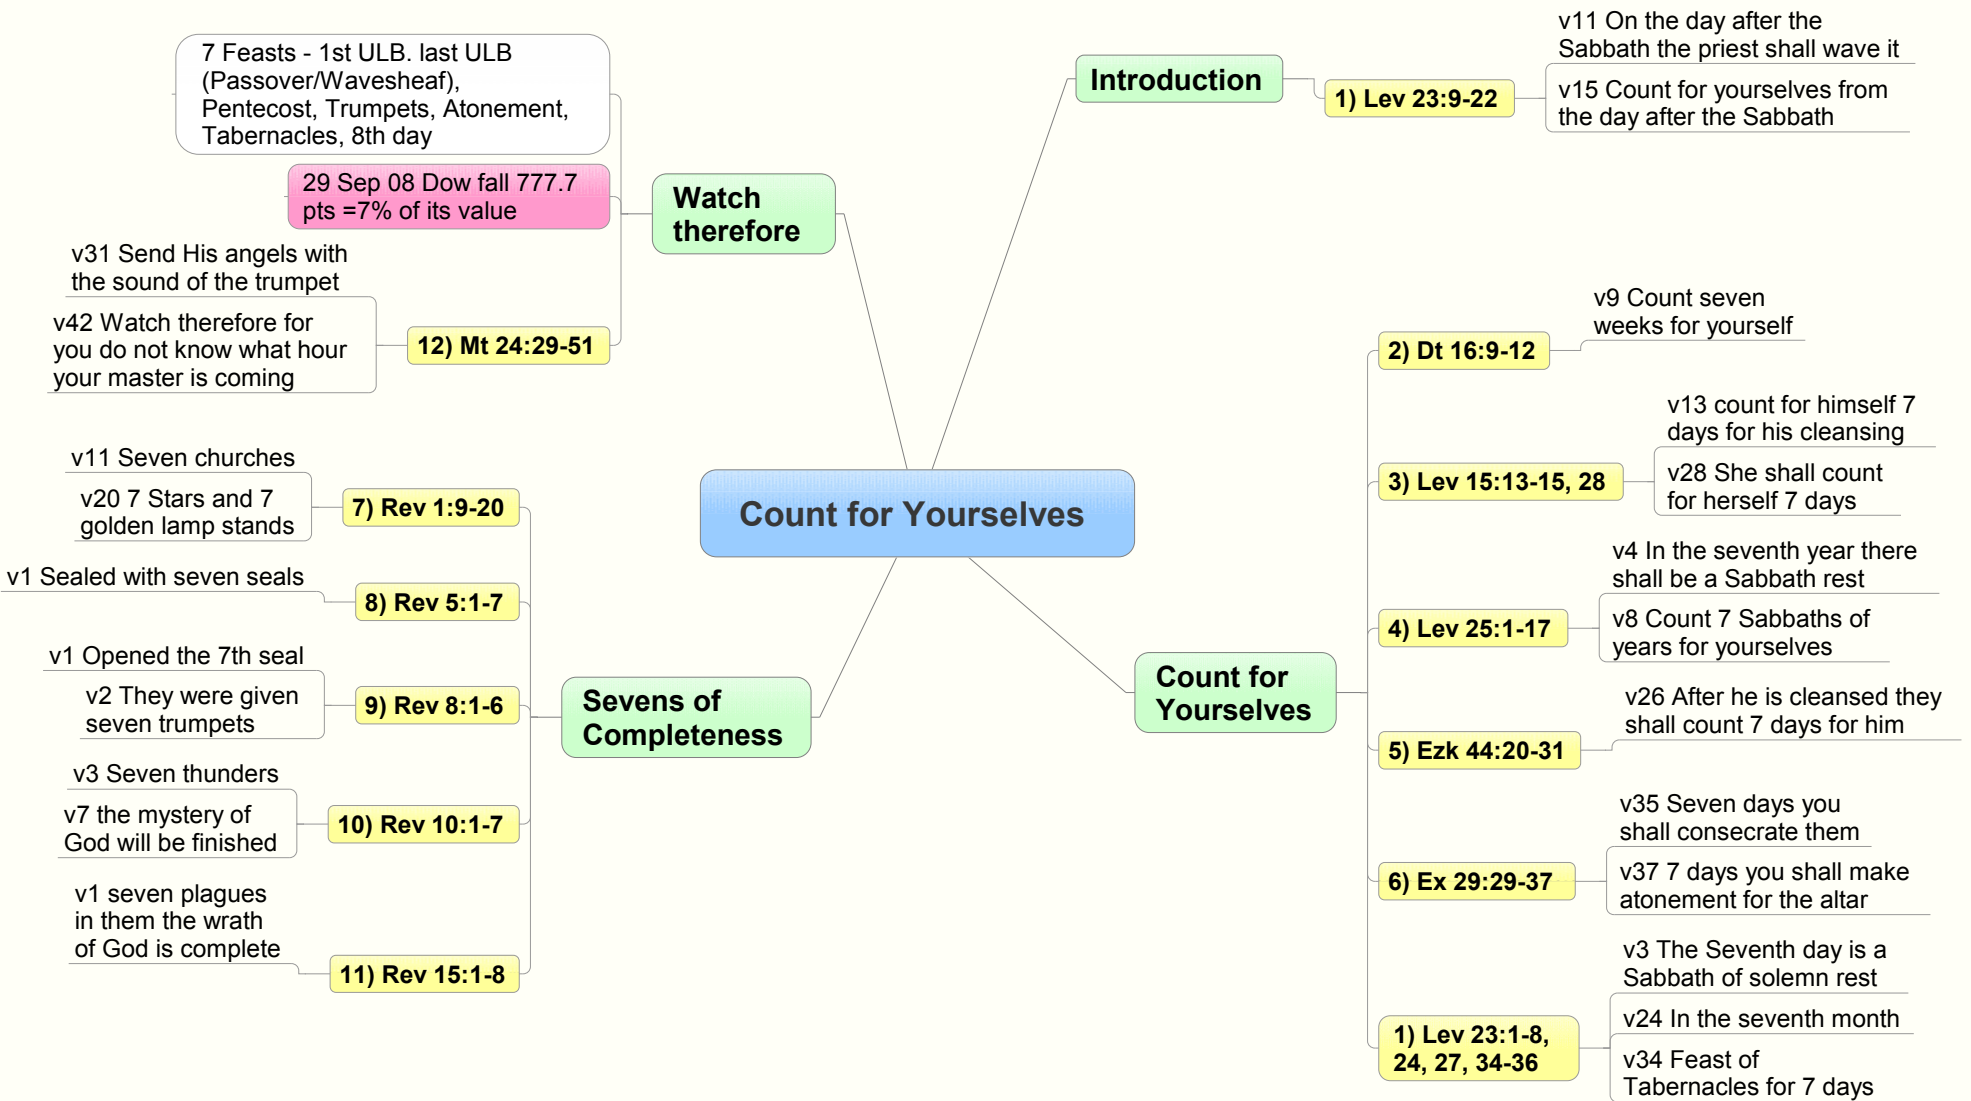 Count for Yourselves
Introduction
1) Lev 23:9-22
v11 On the day after the
Sabbath the priest shall wave it
v15 Count for yourselves from
the day after the Sabbath
Count for
Yourselves
2) Dt 16:9-12
v9 Count seven
weeks for yourself
3) Lev 15:13-15, 28
v13 count for himself 7
days for his cleansing
v28 She shall count
for herself 7 days
4) Lev 25:1-17
v4 In the seventh year there
shall be a Sabbath rest
v8 Count 7 Sabbaths of
years for yourselves
5) Ezk 44:20-31
v26 After he is cleansed they
shall count 7 days for him
6) Ex 29:29-37
v35 Seven days you
shall consecrate them
v37 7 days you shall make
atonement for the altar
1) Lev 23:1-8,
24, 27, 34-36
v3 The Seventh day is a
Sabbath of solemn rest
v24 In the seventh month
v34 Feast of
Tabernacles for 7 days
Sevens of
Completeness
7) Rev 1:9-20
v11 Seven churches
v20 7 Stars and 7
golden lamp stands
8) Rev 5:1-7
v1 Sealed with seven seals
9) Rev 8:1-6
v1 Opened the 7th seal
v2 They were given
seven trumpets
10) Rev 10:1-7
v3 Seven thunders
v7 the mystery of
God will be finished
11) Rev 15:1-8
v1 seven plagues
in them the wrath
of God is complete
Watch
therefore
7 Feasts - 1st ULB. last ULB
(Passover/Wavesheaf),
Pentecost, Trumpets, Atonement,
Tabernacles, 8th day
29 Sep 08 Dow fall 777.7
pts =7% of its value
12) Mt 24:29-51
v31 Send His angels with
the sound of the trumpet
v42 Watch therefore for
you do not know what hour
your master is coming